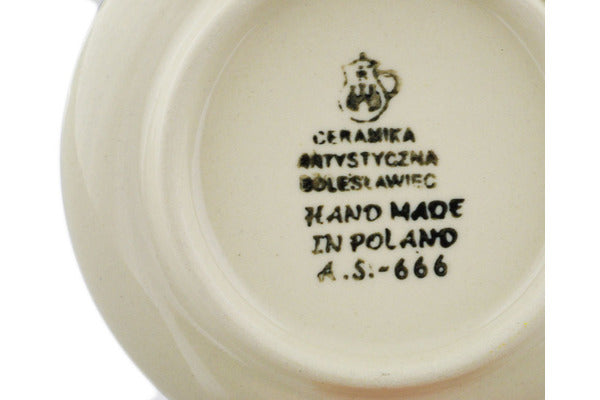 CERAMIKA
ARTYSTYCZNA
BOLESŁAWIEC
HAND MADE
IN POLAND
A.S.-666